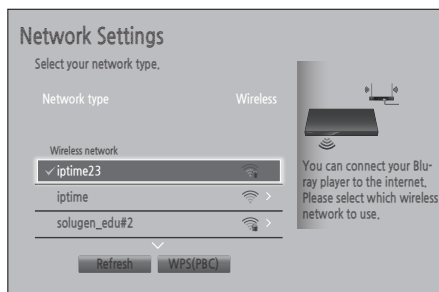 Network Settings
Select your network type.
Network type Wireless
Wireless network
iptime23
iptime
solugen_edu#2
Refresh WPS(PBC)
You can connect your Blu-
ray player to the internet.
Please select which wireless
network to use.